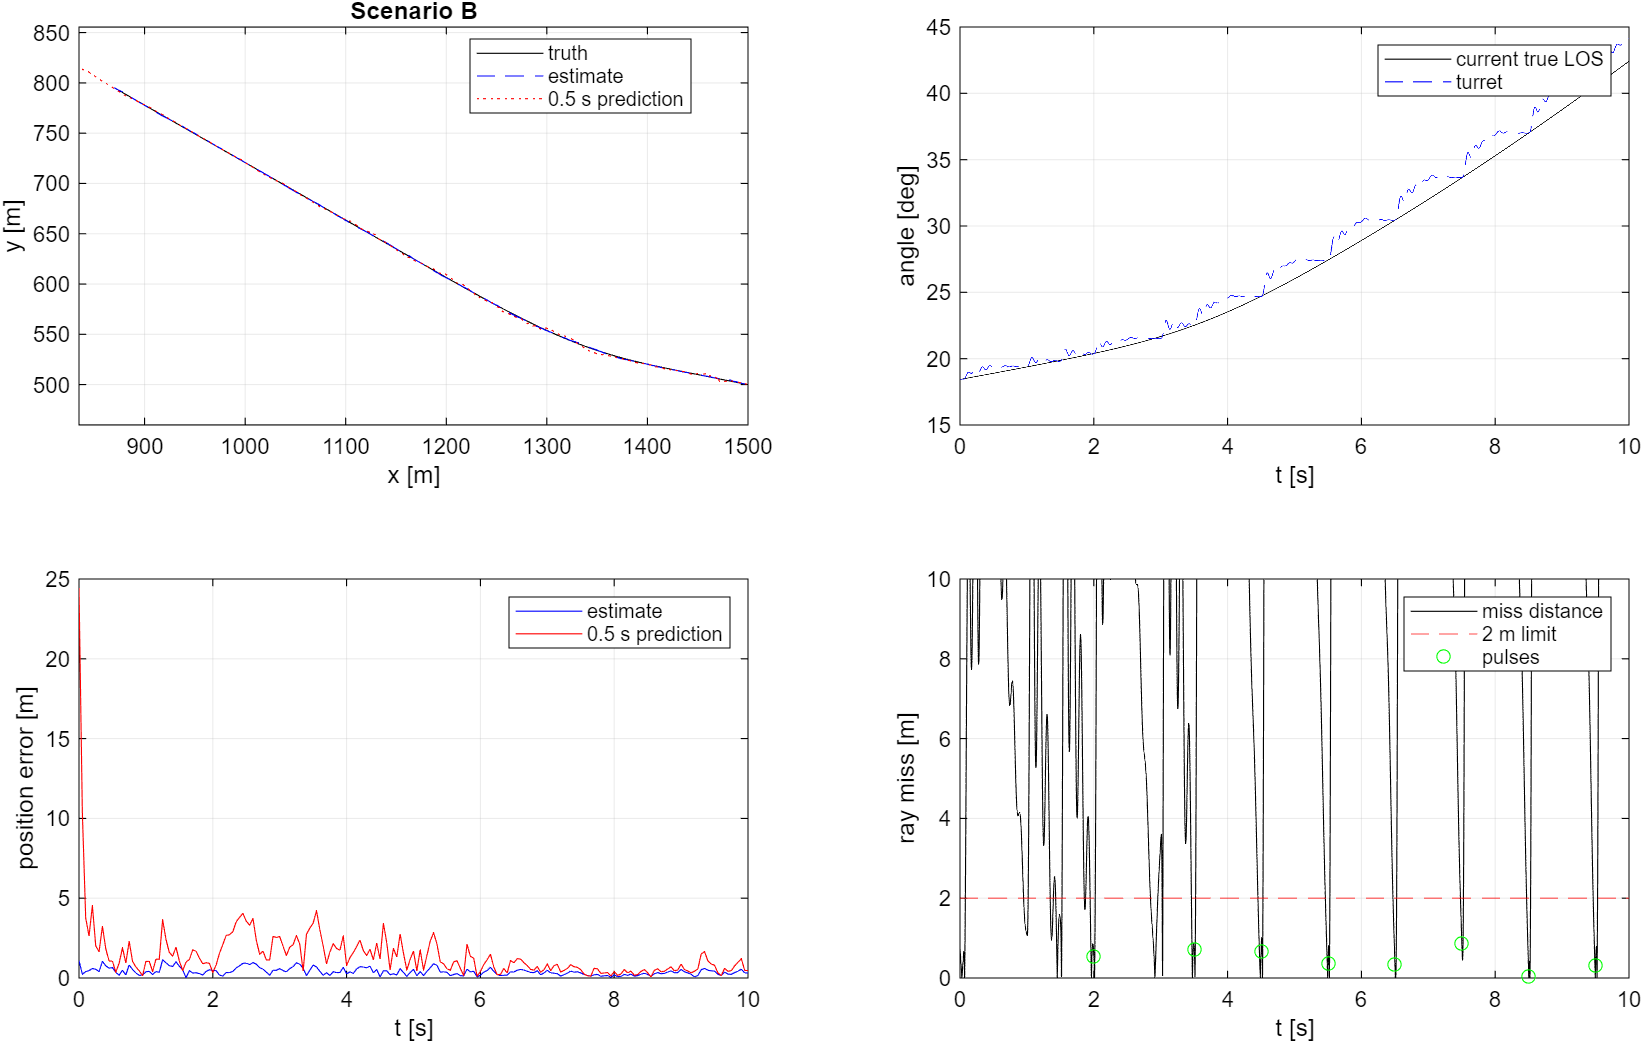 Scenario B
850
800
750
700
650
600
550
500
y [m]
900 1000 1100 1200 1300 1400 1500
x [m]
truth
estimate
0.5 s prediction
45
40
35
30
25
20
15
angle [deg]
0 2 4 6 8 10
t [s]
current true LOS
turret
25
20
15
10
5
0
position error [m]
0 2 4 6 8 10
t [s]
estimate
0.5 s prediction
10
8
6
4
2
0
ray miss [m]
0 2 4 6 8 10
t [s]
miss distance
2 m limit
pulses